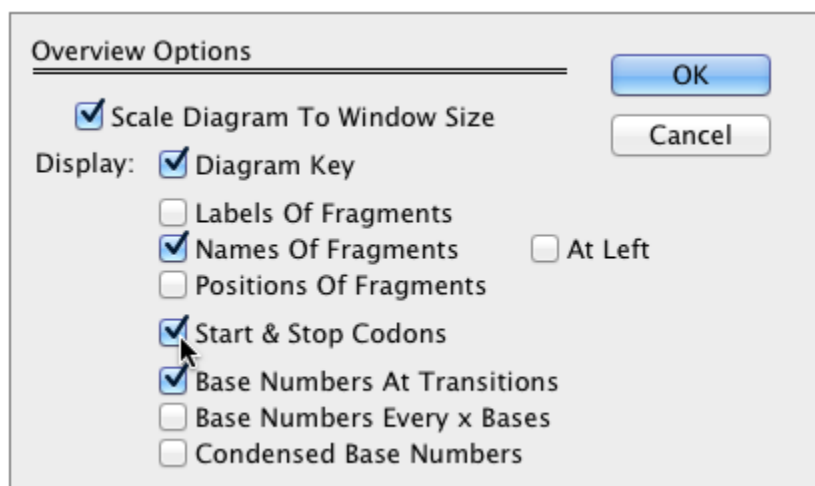 Overview Options
OK
Scale Diagram To Window Size
Cancel
Display:
Diagram Key
Labels Of Fragments
Names Of Fragments
At Left
Positions Of Fragments
Start & Stop Codons
Base Numbers At Transitions
Base Numbers Every x Bases
Condensed Base Numbers